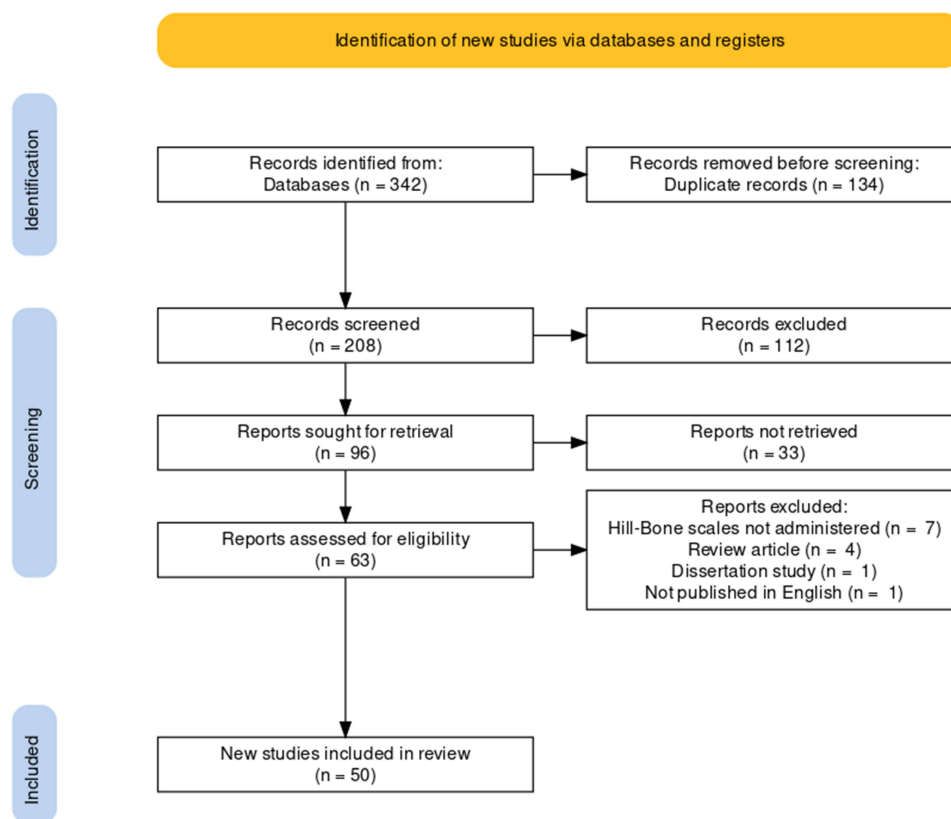 Identification of new studies via databases and registers
Identification
Records identified from:
Databases (n = 342)
Records removed before screening:
Duplicate records (n = 134)
Screening
Records screened
(n = 208)
Records excluded
(n = 112)
Reports sought for retrieval
(n = 96)
Reports not retrieved
(n = 33)
Reports assessed for eligibility
(n = 63)
Reports excluded:
Hill-Bone scales not administered (n = 7)
Review article (n = 4)
Dissertation study (n = 1)
Not published in English (n = 1)
Included
New studies included in review
(n = 50)